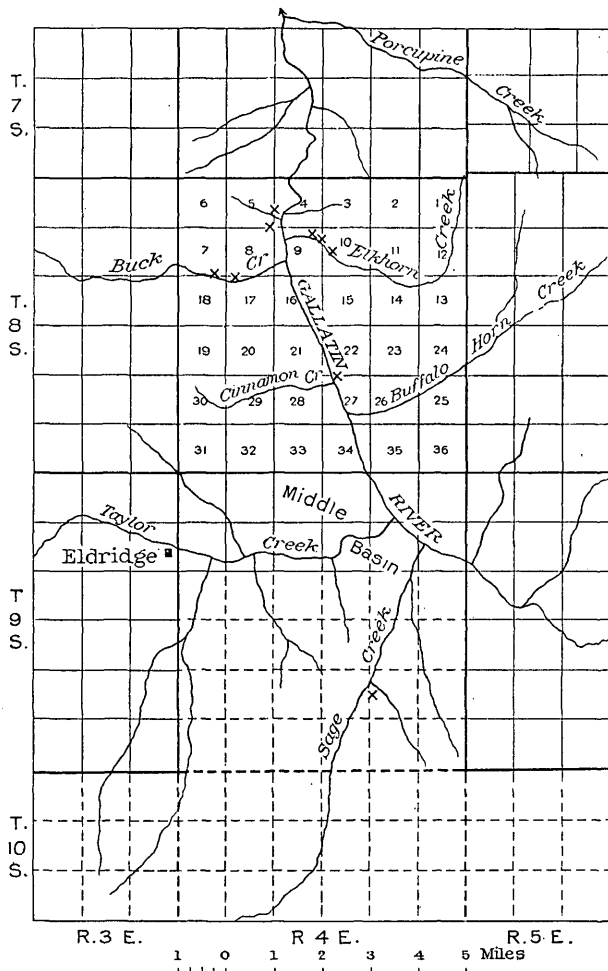 Porcupine
Creek
T.
7
S.
6 5 4 3 2 1
7 8 9 10 11 12
Elkhorn
Creek
Buck Cr
18 17 16 15 14 13
T.
8
S.
GALLATIN
RIVER
19 20 21 22 23 24
Buffalo Horn Creek
Cinnamon Cr.
30 29 28 27 26 25
31 32 33 34 35 36
Middle
Basin
Taylor
Creek
Eldridge
T
9
S.
Sage
Creek
T.
10
S.
R.3 E. R 4 E. R.5 E.
1 0 1 2 3 4 5 Miles